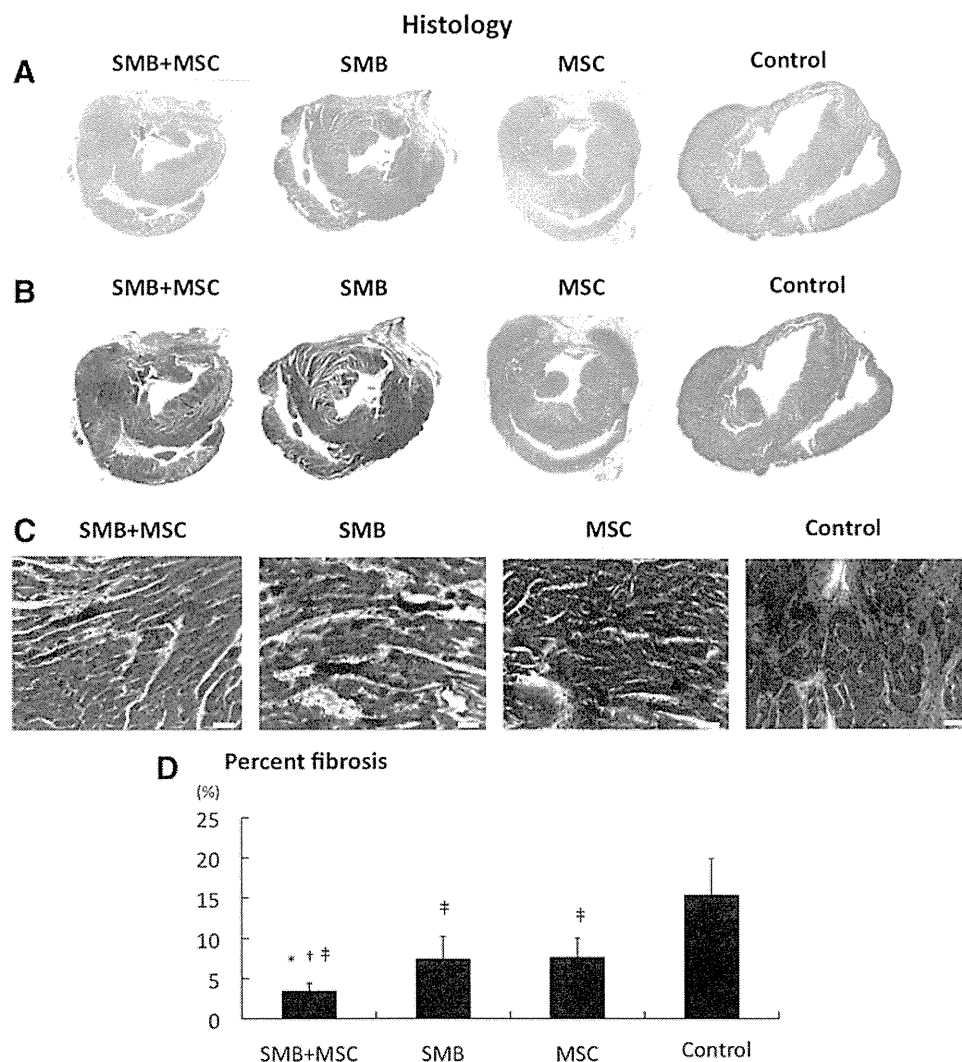 Histology
A SMB+MSC SMB MSC Control
B SMB+MSC SMB MSC Control
C SMB+MSC SMB MSC Control
D Percent fibrosis
(%)
25
20
15
10
5
0
* † ‡
‡
‡
SMB+MSC SMB MSC Control